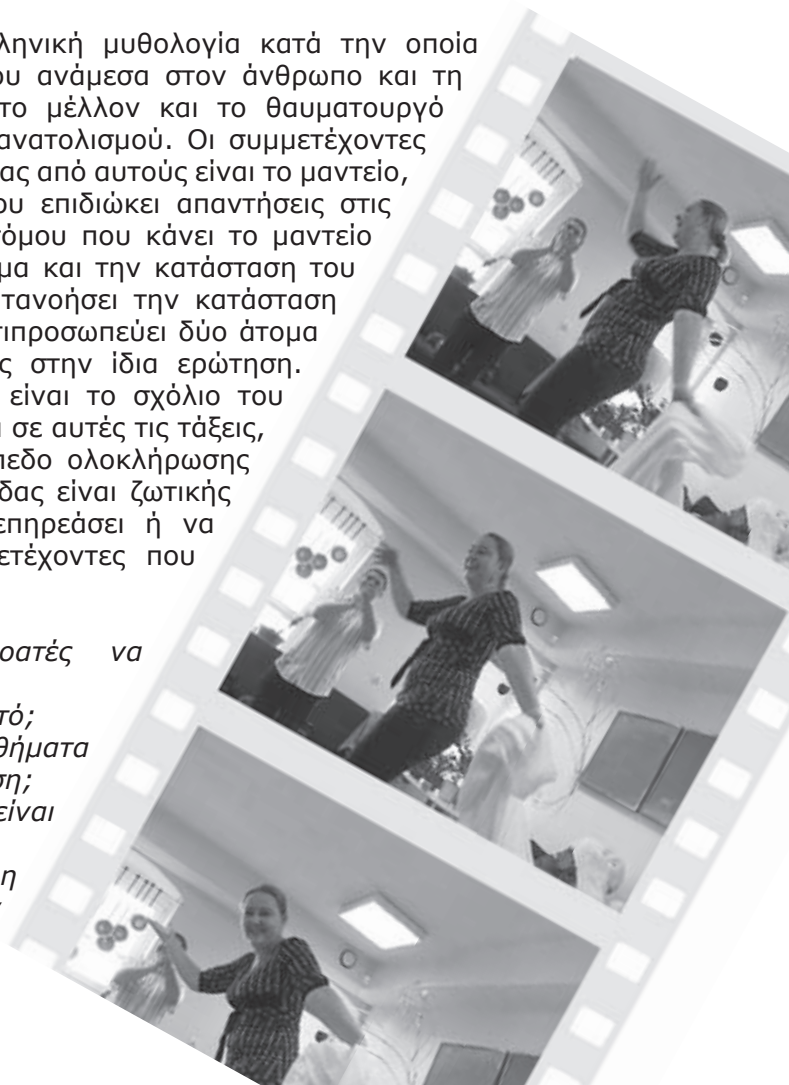 ληνική μυθολογία κατά την οποία
ου ανάμεσα στον άνθρωπο και τη
το μέλλον και το θαυματουργό
ανατολισμού. Οι συμμετέχοντες
ας από αυτούς είναι το μαντείο,
ου επιδιώκει απαντήσεις στις
τόμου που κάνει το μαντείο
μα και την κατάσταση του
τανοήσει την κατάσταση
τιπροσωπεύει δύο άτομα
ς στην ίδια ερώτηση.
είναι το σχόλιο του
ι σε αυτές τις τάξεις,
πεδο ολοκλήρωσης
δας είναι ζωτικής
επηρεάσει ή να
ετέχοντες που
οατές να
τό;
θήματα
ση;
είναι
η